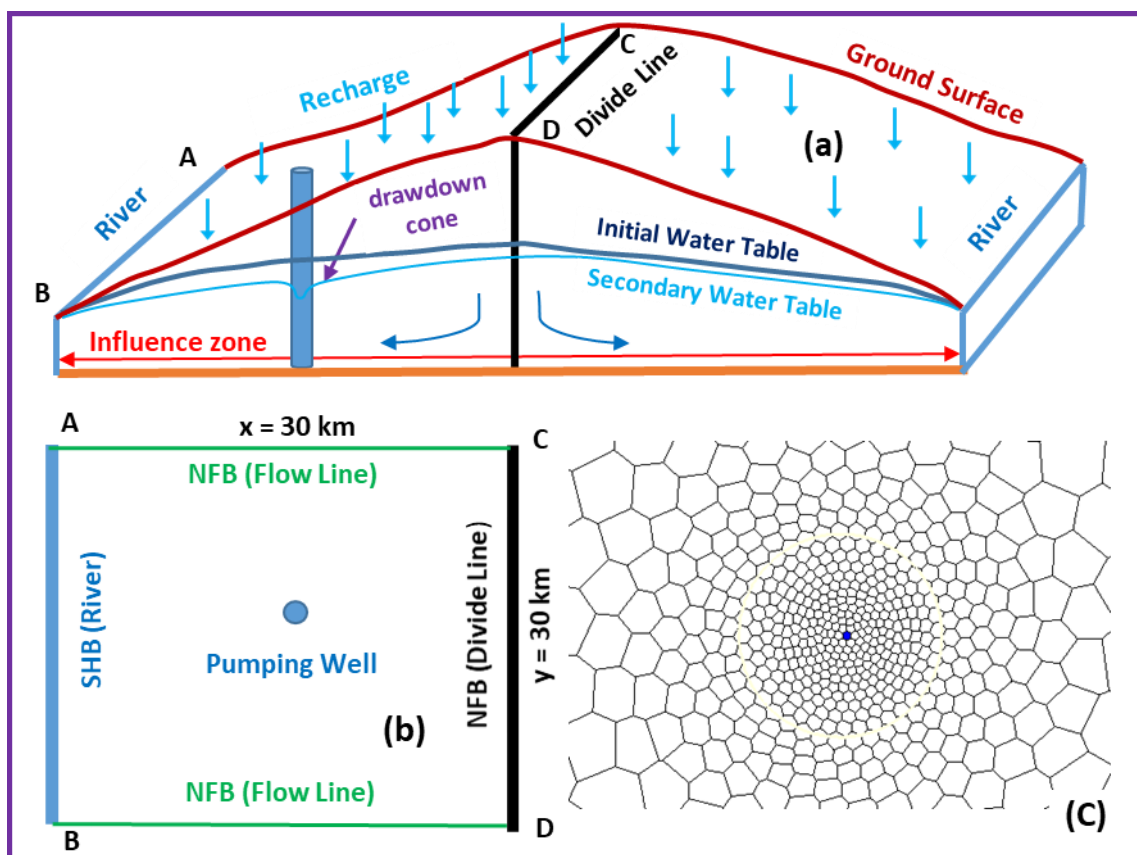 C
Recharge
Divide Line
Ground Surface
A
D
(a)
River
drawdown
cone
Initial Water Table
River
Secondary Water Table
B
Influence zone
A
x = 30 km
C
NFB (Flow Line)
SHB (River)
Pumping Well
NFB (Divide Line)
y = 30 km
(b)
NFB (Flow Line)
B
D
(C)